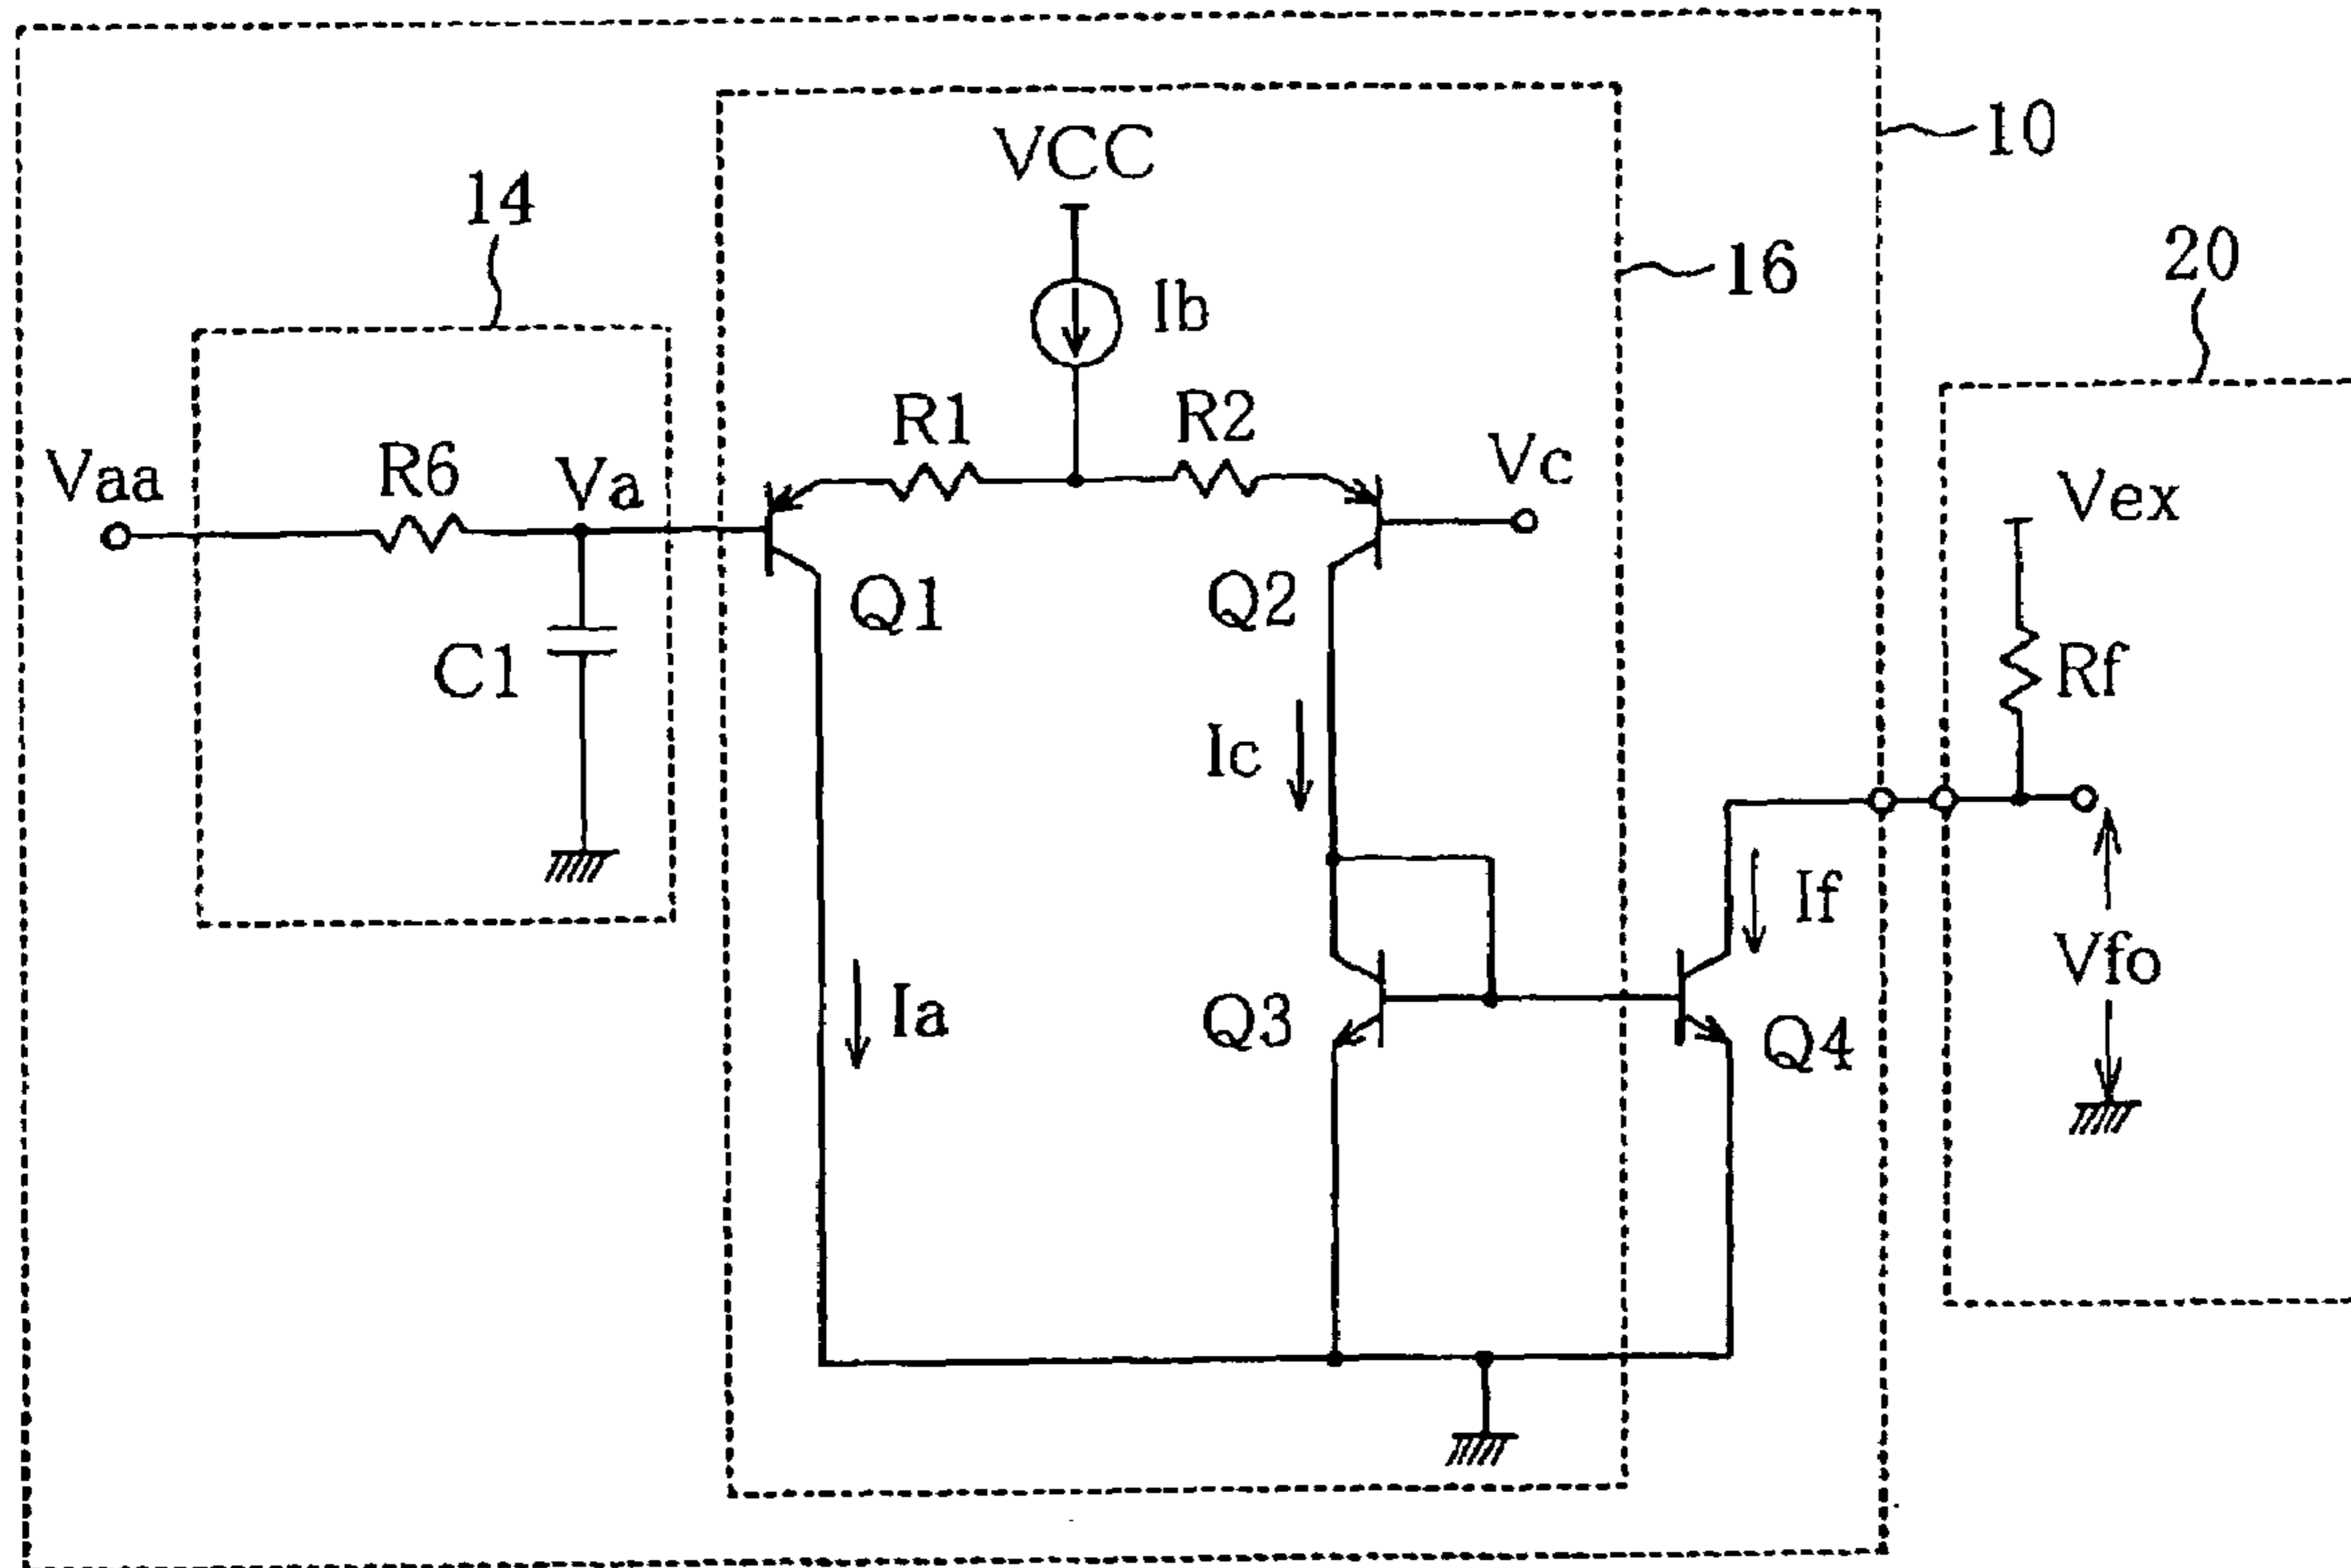 10
VCC
14
16
20
Ib
R1
R2
Vc
Vaa
R6
Va
Vex
Q1
Q2
C1
Rf
Ic
If
Vfo
Ia
Q3
Q4